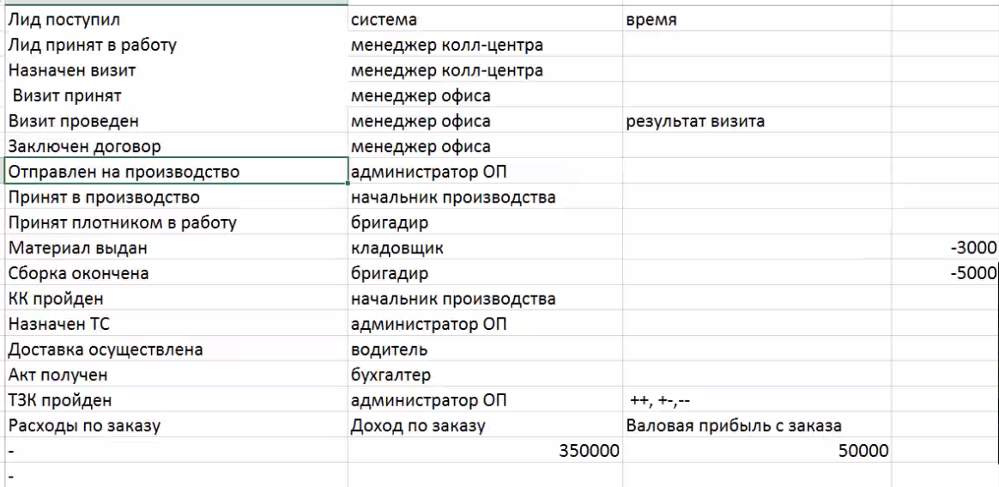 Лид поступил система время
Лид принят в работу менеджер колл-центра
Назначен визит менеджер колл-центра
Визит принят менеджер офиса
Визит проведен менеджер офиса результат визита
Заключен договор менеджер офиса
Отправлен на производство администратор ОП
Принят в производство начальник производства
Принят плотником в работу бригадир
Материал выдан кладовщик -3000
Сборка окончена бригадир -5000
КК пройден начальник производства
Назначен ТС администратор ОП
Доставка осуществлена водитель
Акт получен бухгалтер
ТЗК пройден администратор ОП ++, +-,--
Расходы по заказу Доход по заказу Валовая прибыль с заказа
- 350000 50000
-